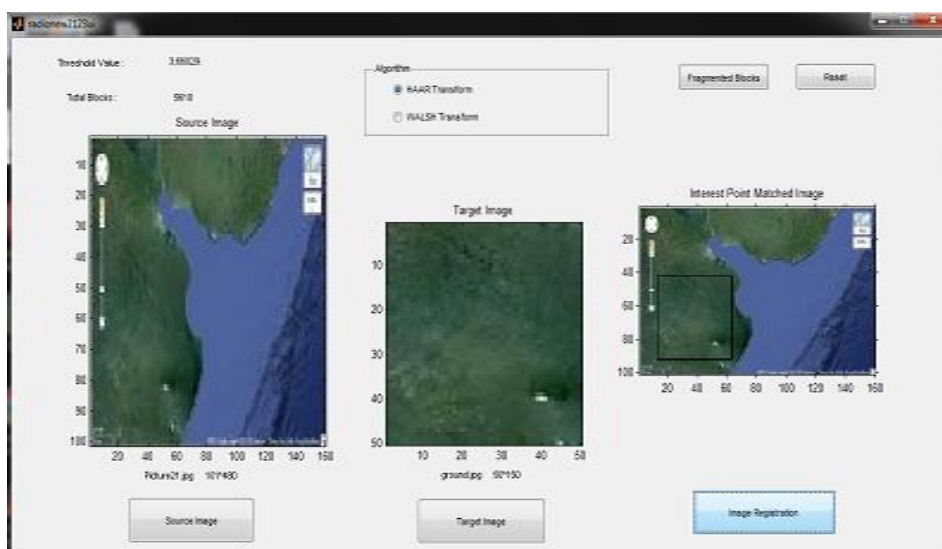 Threshold Value :
Total Blocks :
Algorithm
HAAR Transform
WALSH Transform
Fragmented Blocks
Reset
Source Image
10
20
30
40
50
60
70
80
90
100
20 40 60 80 100 120 140 160
Picture21.jpg
Source Image
Target Image
10
20
30
40
50
10 20 30 40 50
ground.jpg
Target Image
Interest Point Matched Image
20
40
60
80
100
20 40 60 80 100 120 140 160
Image Registration